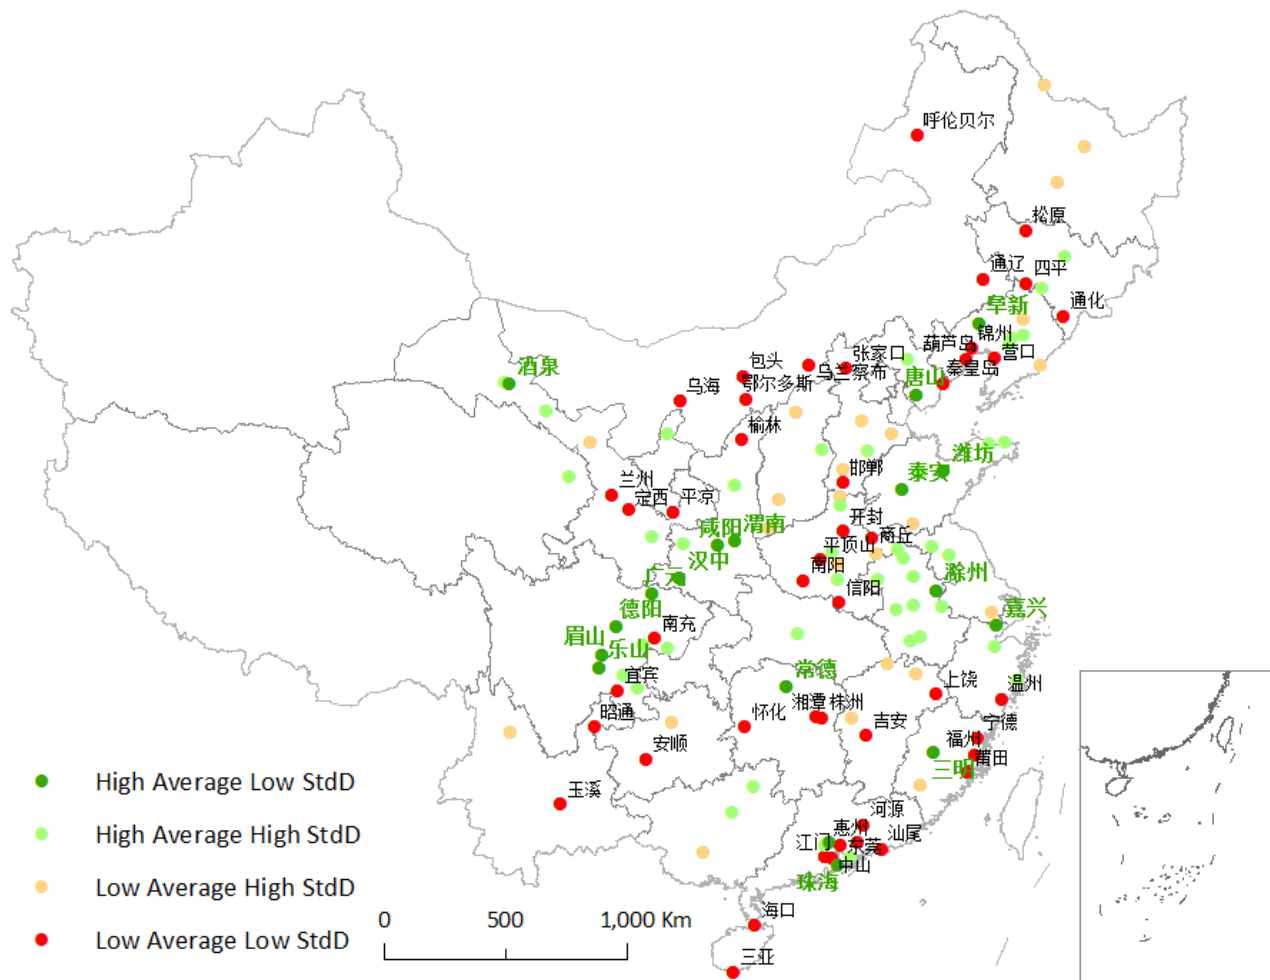 呼伦贝尔
松原
通辽
四平
阜新
通化
锦州
葫芦岛
营口
张家口
秦皇岛
包头
乌兰察布
酒泉
唐山
乌海
鄂尔多斯
榆林
潍坊
邯郸
泰安
兰州
定西
平凉
开封
咸阳
渭南
商丘
平顶山
汉中
南阳
广元
滁州
信阳
德阳
嘉兴
南充
眉山
乐山
常德
宜宾
上饶
温州
湘潭
株洲
昭通
怀化
吉安
宁德
福州
安顺
莆田
三明
High Average Low StdD
玉溪
河源
High Average High StdD
惠州
汕尾
江门
东莞
中山
珠海
Low Average High StdD
海口
0
500
1,000 Km
Low Average Low StdD
三亚